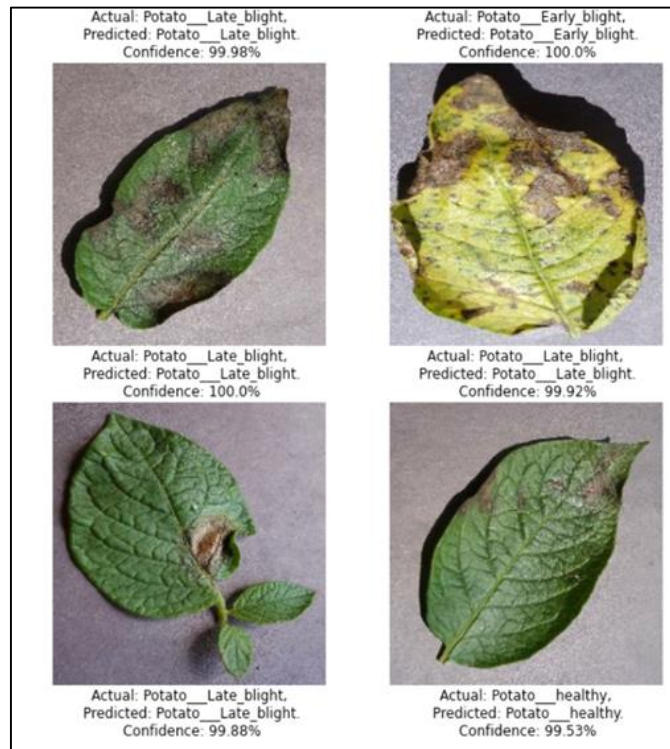 Actual: Potato___Late_blight,
Predicted: Potato___Late_blight.
Confidence: 99.98%
Actual: Potato___Early_blight,
Predicted: Potato___Early_blight.
Confidence: 100.0%
Actual: Potato___Late_blight,
Predicted: Potato___Late_blight.
Confidence: 100.0%
Actual: Potato___Late_blight,
Predicted: Potato___Late_blight.
Confidence: 99.92%
Actual: Potato___Late_blight,
Predicted: Potato___Late_blight.
Confidence: 99.88%
Actual: Potato___healthy,
Predicted: Potato___healthy.
Confidence: 99.53%